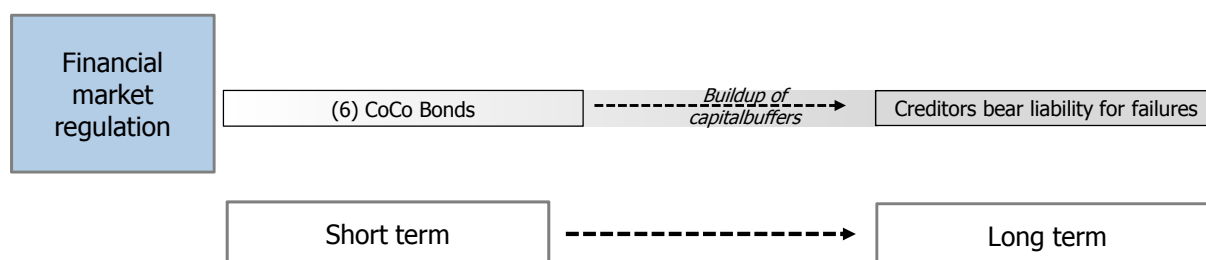 Financial
market
regulation
(6) CoCo Bonds
Buildup of
capitalbuffers
Creditors bear liability for failures
Short term
Long term